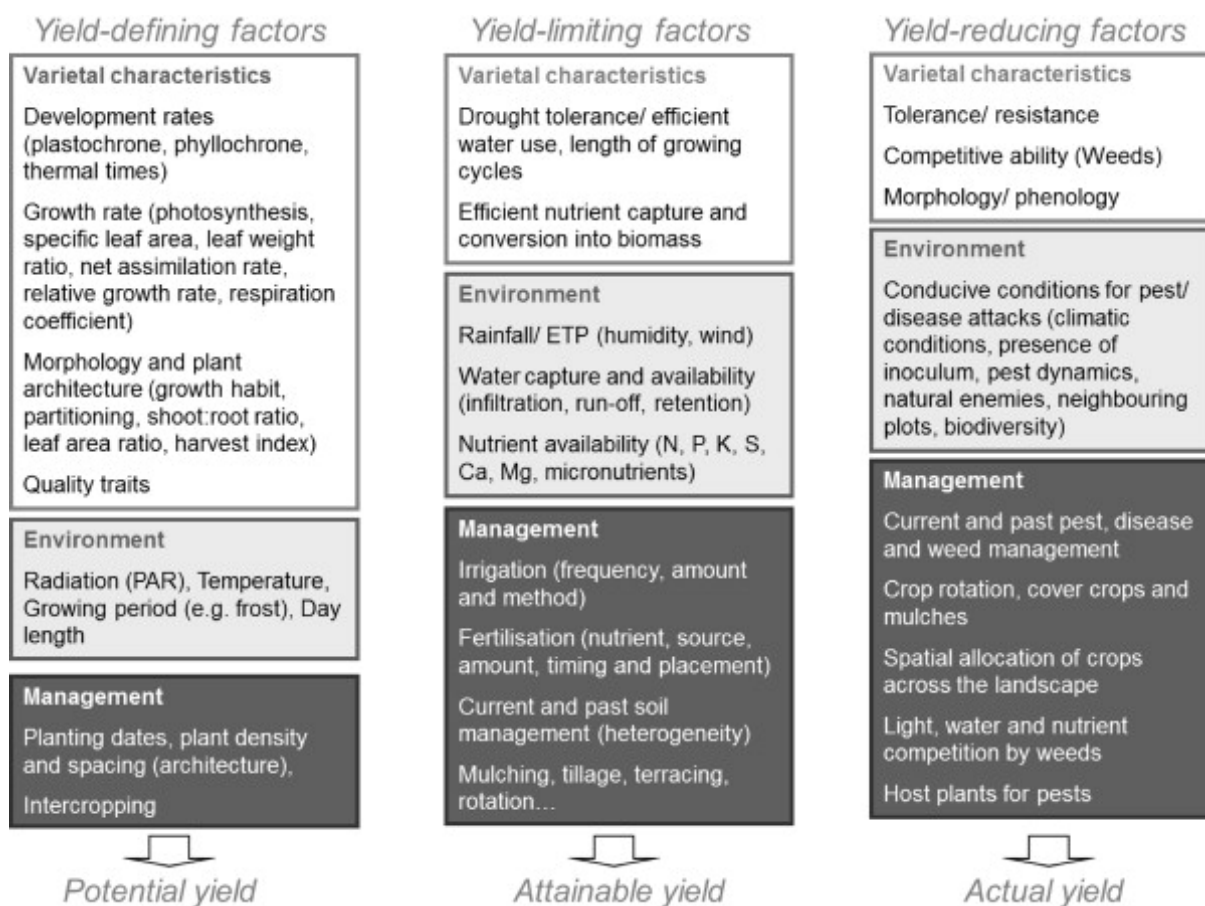 Yield-defining factors
Varietal characteristics
Development rates
(plastochrone, phyllochrone,
thermal times)
Growth rate (photosynthesis,
specific leaf area, leaf weight
ratio, net assimilation rate,
relative growth rate, respiration
coefficient)
Morphology and plant
architecture (growth habit,
partitioning, shoot:root ratio,
leaf area ratio, harvest index)
Quality traits
Environment
Radiation (PAR), Temperature,
Growing period (e.g. frost), Day
length
Management
Planting dates, plant density
and spacing (architecture),
Intercropping
Potential yield
Yield-limiting factors
Varietal characteristics
Drought tolerance/ efficient
water use, length of growing
cycles
Efficient nutrient capture and
conversion into biomass
Environment
Rainfall/ ETP (humidity, wind)
Water capture and availability
(infiltration, run-off, retention)
Nutrient availability (N, P, K, S,
Ca, Mg, micronutrients)
Management
Irrigation (frequency, amount
and method)
Fertilisation (nutrient, source,
amount, timing and placement)
Current and past soil
management (heterogeneity)
Mulching, tillage, terracing,
rotation…
Attainable yield
Yield-reducing factors
Varietal characteristics
Tolerance/ resistance
Competitive ability (Weeds)
Morphology/ phenology
Environment
Conducive conditions for pest/
disease attacks (climatic
conditions, presence of
inoculum, pest dynamics,
natural enemies, neighbouring
plots, biodiversity)
Management
Current and past pest, disease
and weed management
Crop rotation, cover crops and
mulches
Spatial allocation of crops
across the landscape
Light, water and nutrient
competition by weeds
Host plants for pests
Actual yield